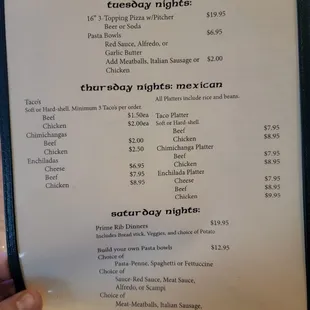 tuesday nights:
16" 3-Topping Pizza w/Pitcher $19.95
Beer or Soda
Pasta Bowls $6.95
Red Sauce, Alfredo, or
Garlic Butter
Add Meatballs, Italian Sausage or $2.00
Chicken
thursday nights: mexican
Taco's
Soft or Hard-shell. Minimum 3 Taco's per order.
Beef $1.50ea
Chicken $2.00ea
Chimichangas
Beef $2.00
Chicken $2.50
Enchiladas
Cheese $6.95
Beef $7.95
Chicken $8.95
All Platters include rice and beans.
Taco Platter
Soft or Hard-shell
Beef $7.95
Chicken $8.95
Chimichanga Platter
Beef $7.95
Chicken $8.95
Enchilada Platter
Cheese $7.95
Beef $8.95
Chicken $9.95
saturday nights:
Prime Rib Dinners $19.95
Includes Bread stick, Veggies, and choice of Potato
Build your own Pasta bowls $12.95
Choice of
Pasta-Penne, Spaghetti or Fettuccine
Choice of
Sauce-Red Sauce, Meat Sauce,
Alfredo, or Scampi
Choice of
Meat-Meatballs, Italian Sausage,